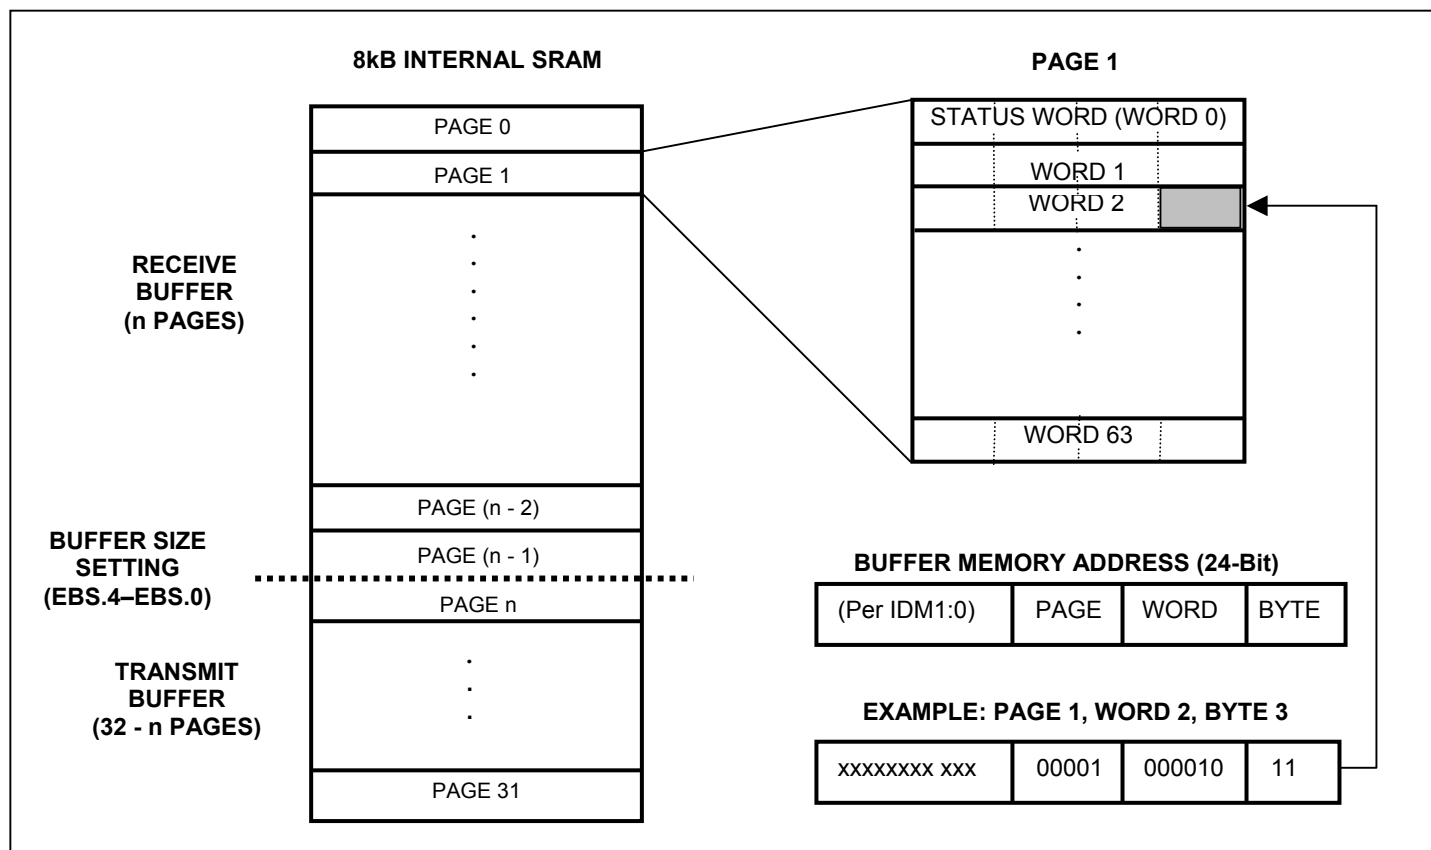 8kB INTERNAL SRAM
PAGE 0
PAGE 1
RECEIVE
BUFFER
(n PAGES)
PAGE (n - 2)
PAGE (n - 1)
BUFFER SIZE
SETTING
(EBS.4–EBS.0)
PAGE n
TRANSMIT
BUFFER
(32 - n PAGES)
PAGE 31
PAGE 1
STATUS WORD (WORD 0)
WORD 1
WORD 2
WORD 63
BUFFER MEMORY ADDRESS (24-Bit)
(Per IDM1:0) PAGE WORD BYTE
EXAMPLE: PAGE 1, WORD 2, BYTE 3
xxxxxxxx xxx 00001 000010 11